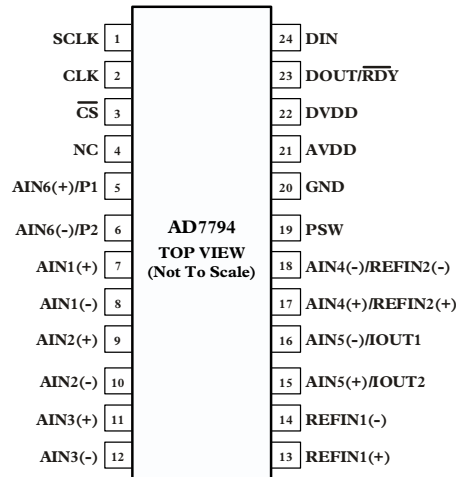 SCLK 1
CLK 2
C̅S̅ 3
NC 4
AIN6(+)/P1 5
AIN6(-)/P2 6
AIN1(+) 7
AIN1(-) 8
AIN2(+) 9
AIN2(-) 10
AIN3(+) 11
AIN3(-) 12
AD7794
TOP VIEW
(Not To Scale)
24 DIN
23 DOUT/R̅D̅Y̅
22 DVDD
21 AVDD
20 GND
19 PSW
18 AIN4(-)/REFIN2(-)
17 AIN4(+)/REFIN2(+)
16 AIN5(-)/IOUT1
15 AIN5(+)/IOUT2
14 REFIN1(-)
13 REFIN1(+)